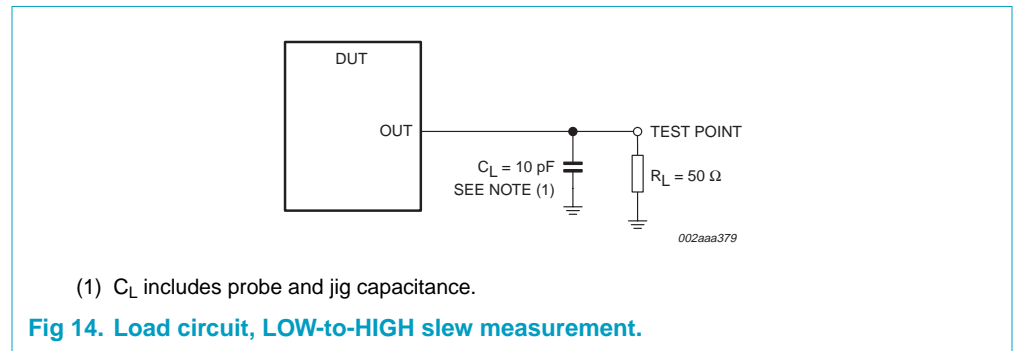 DUT
OUT
TEST POINT
CL = 10 pF
SEE NOTE (1)
RL = 50 Ω
002aaa379
(1) CL includes probe and jig capacitance.
Fig 14. Load circuit, LOW-to-HIGH slew measurement.